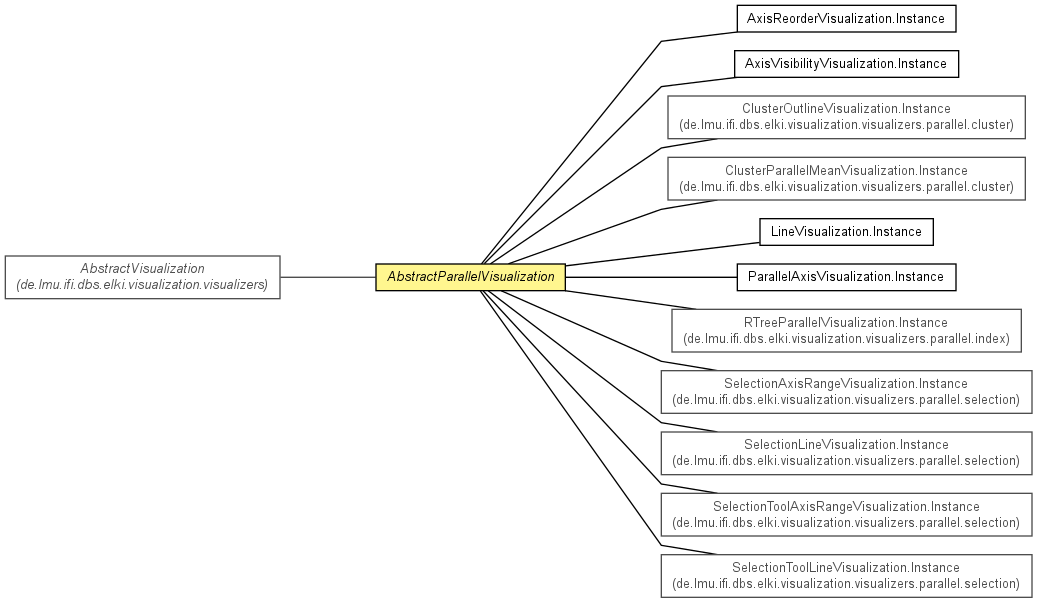 AxisReorderVisualization.Instance
AxisVisibilityVisualization.Instance
ClusterOutlineVisualization.Instance
(de.lmu.ifi.dbs.elki.visualization.visualizers.parallel.cluster)
ClusterParallelMeanVisualization.Instance
(de.lmu.ifi.dbs.elki.visualization.visualizers.parallel.cluster)
LineVisualization.Instance
AbstractVisualization
(de.lmu.ifi.dbs.elki.visualization.visualizers)
AbstractParallelVisualization
ParallelAxisVisualization.Instance
RTreeParallelVisualization.Instance
(de.lmu.ifi.dbs.elki.visualization.visualizers.parallel.index)
SelectionAxisRangeVisualization.Instance
(de.lmu.ifi.dbs.elki.visualization.visualizers.parallel.selection)
SelectionLineVisualization.Instance
(de.lmu.ifi.dbs.elki.visualization.visualizers.parallel.selection)
SelectionToolAxisRangeVisualization.Instance
(de.lmu.ifi.dbs.elki.visualization.visualizers.parallel.selection)
SelectionToolLineVisualization.Instance
(de.lmu.ifi.dbs.elki.visualization.visualizers.parallel.selection)